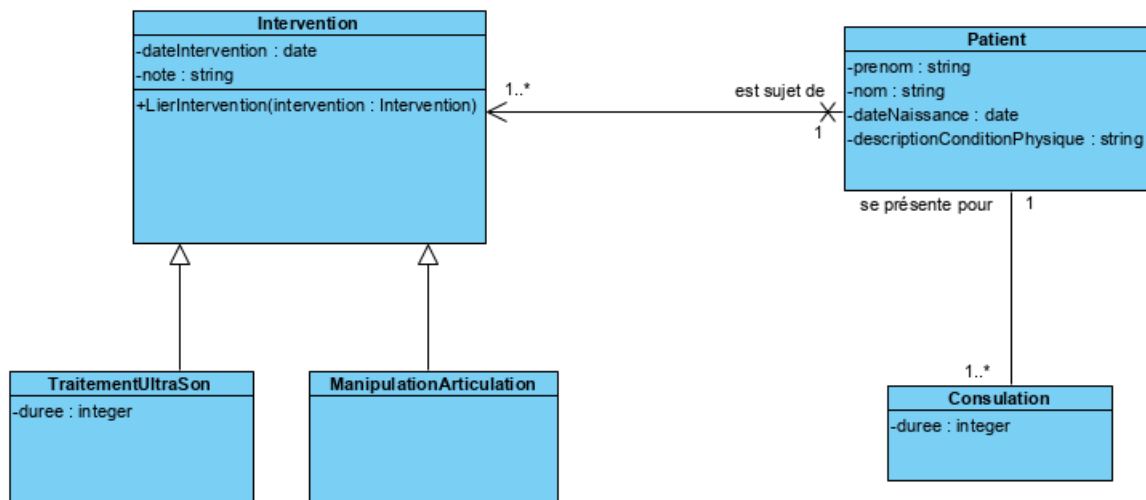 Intervention
-dateIntervention : date
-note : string
+LierIntervention(intervention : Intervention)
1..*
est sujet de
1
Patient
-prenom : string
-nom : string
-dateNaissance : date
-descriptionConditionPhysique : string
se présente pour
1
TraitementUltraSon
-duree : integer
ManipulationArticulation
1..*
Consulation
-duree : integer